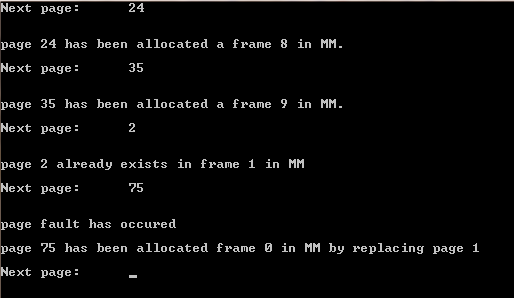 Next page:      24
page 24 has been allocated a frame 8 in MM.
Next page:      35
page 35 has been allocated a frame 9 in MM.
Next page:      2
page 2 already exists in frame 1 in MM
Next page:      75
page fault has occured
page 75 has been allocated frame 0 in MM by replacing page 1
Next page:      _